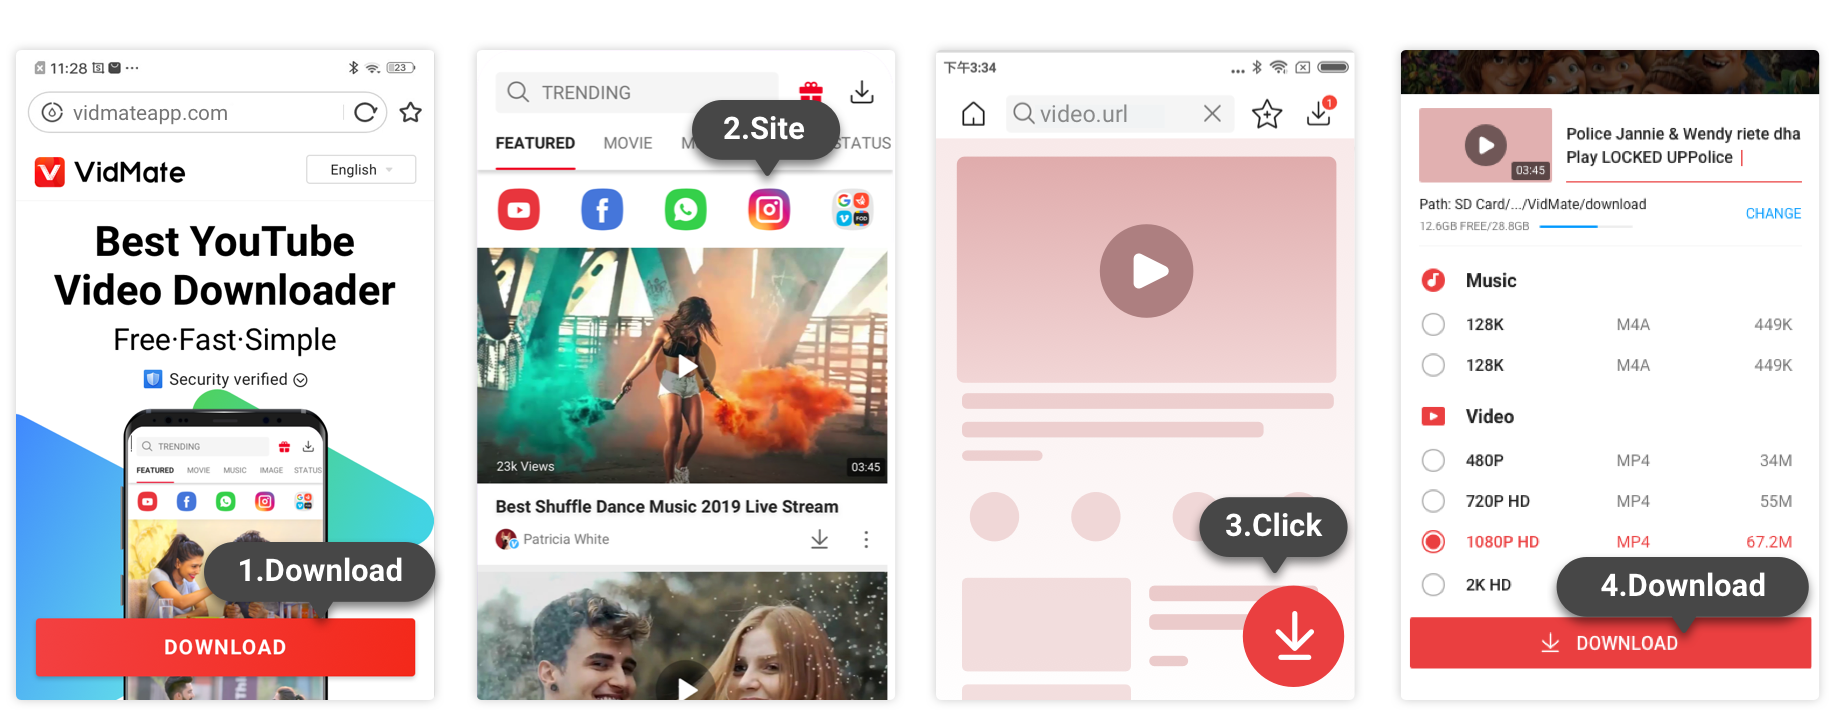 11:28
23
vidmateapp.com
VidMate
English
Best YouTube
Video Downloader
Free·Fast·Simple
Security verified
TRENDING
FEATURED MOVIE MUSIC IMAGE STATUS
1.Download
DOWNLOAD
TRENDING
2.Site
FEATURED MOVIE M STATUS
23k Views
03:45
Best Shuffle Dance Music 2019 Live Stream
Patricia White
下午3:34
video.url
1
3.Click
Police Jannie & Wendy riete dha
Play LOCKED UPPolice
03:45
Path: SD Card/.../VidMate/download
CHANGE
12.6GB FREE/28.8GB
Music
128K M4A 449K
128K M4A 449K
Video
480P MP4 34M
720P HD MP4 55M
1080P HD MP4 67.2M
2K HD
4.Download
DOWNLOAD